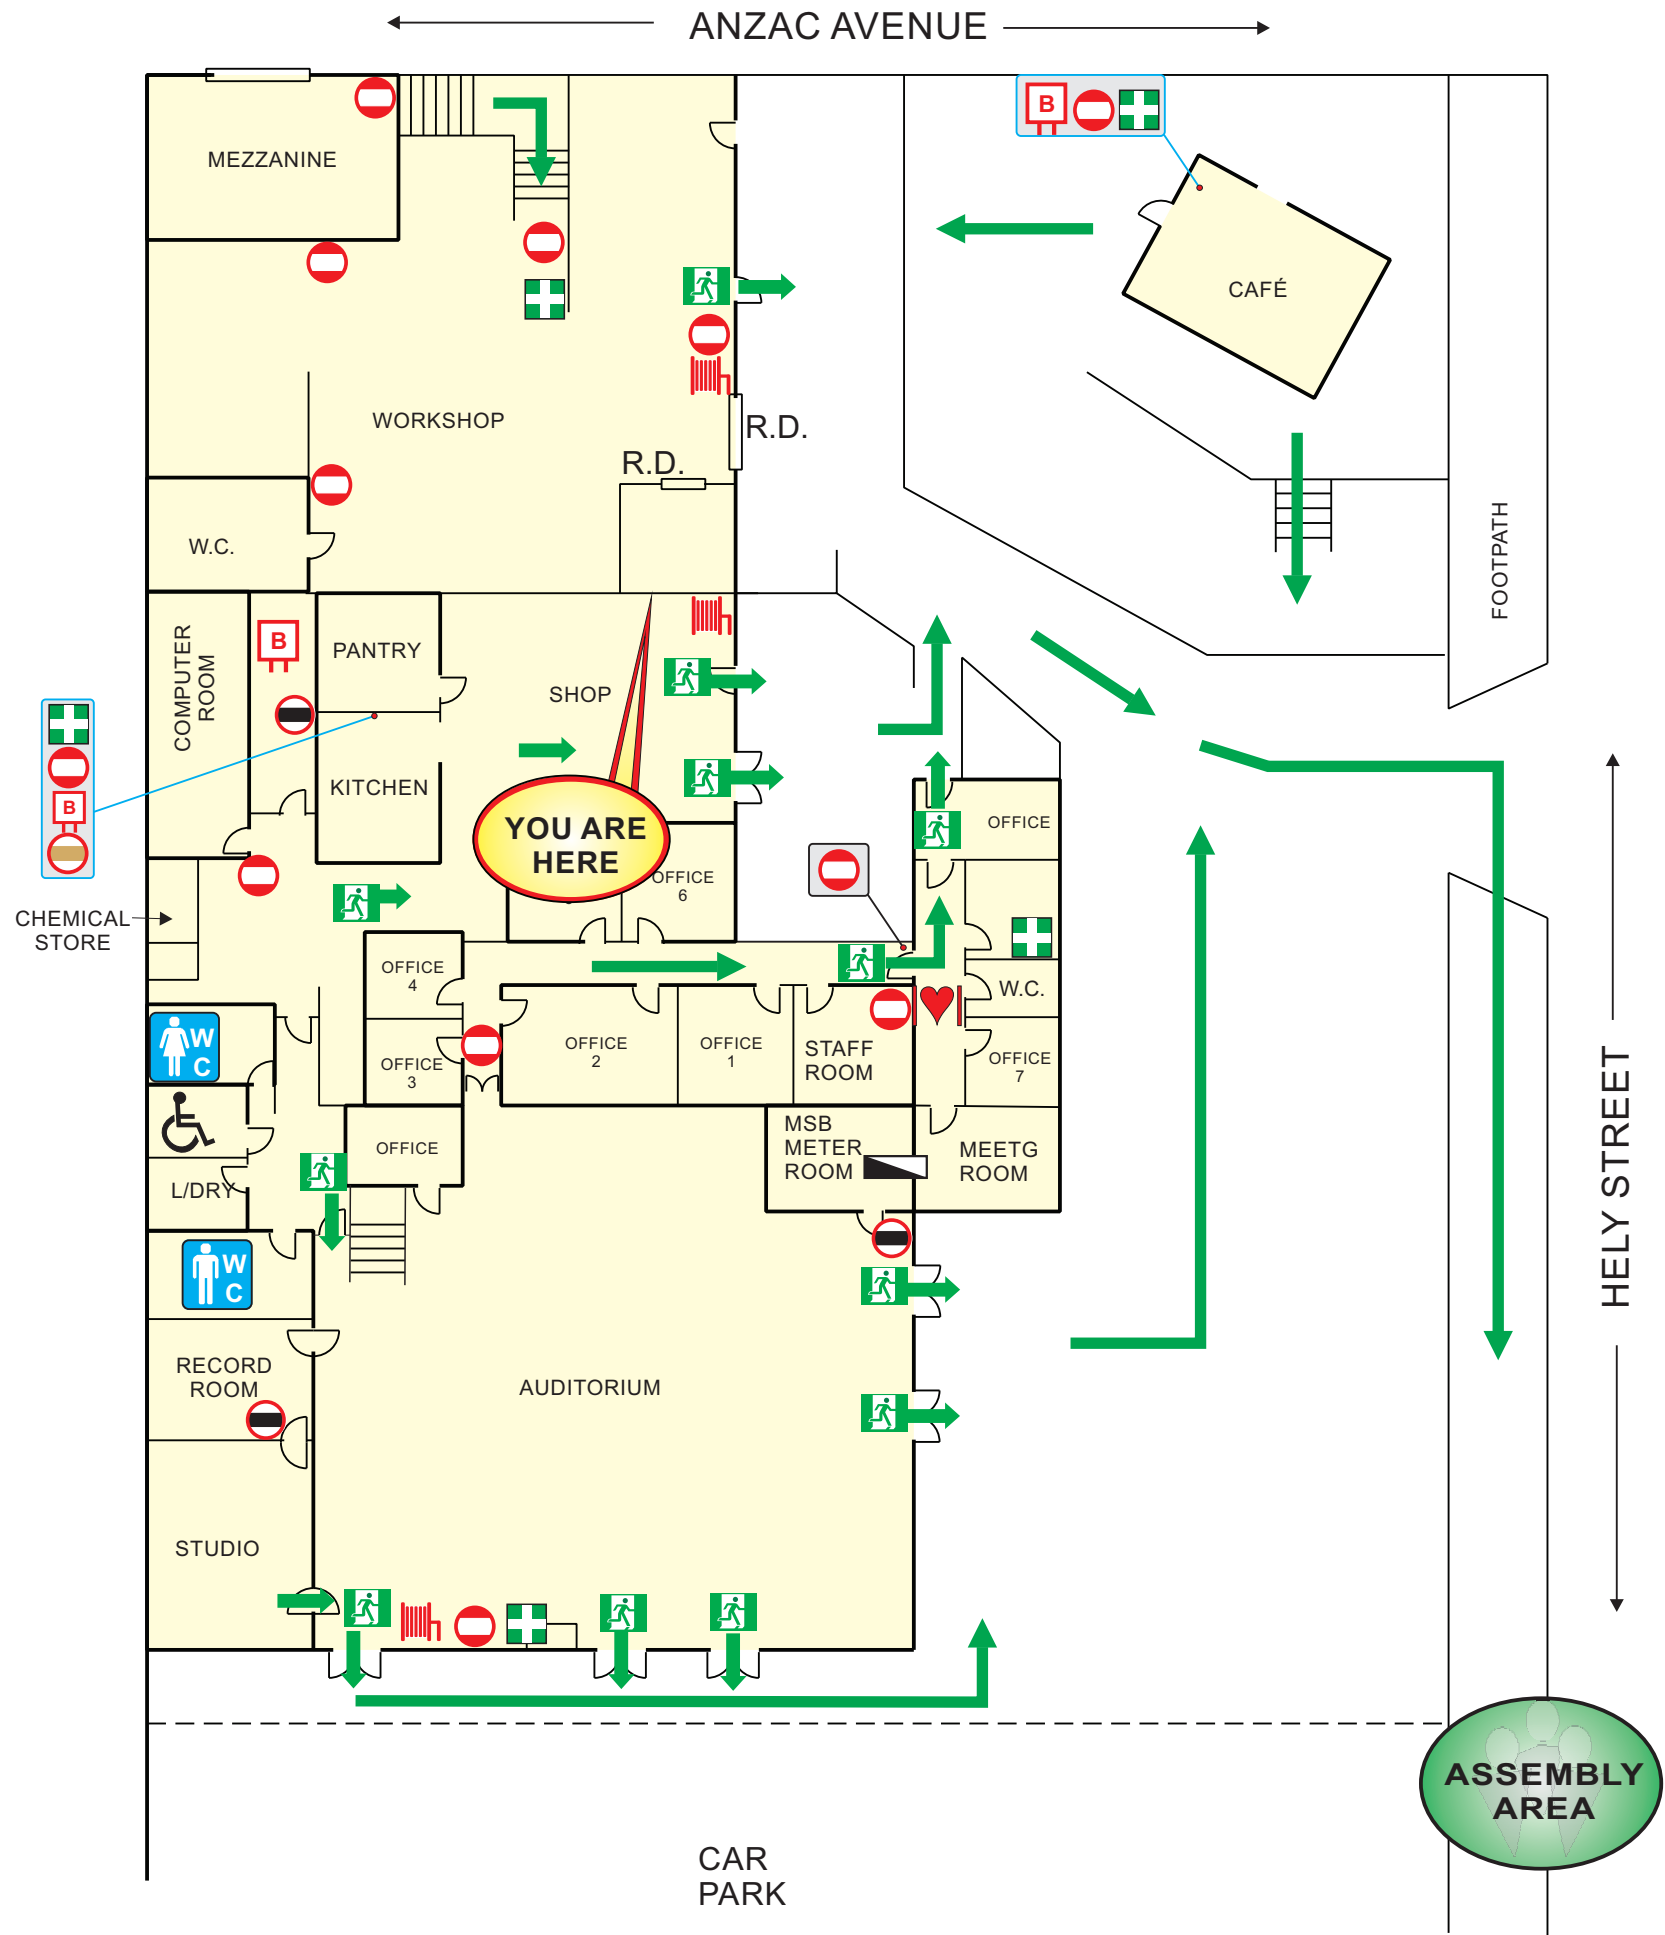 ANZAC AVENUE
B
MEZZANINE
CAFÉ
WORKSHOP
R.D.
R.D.
W.C.
FOOTPATH
COMPUTER
ROOM
B
PANTRY
SHOP
KITCHEN
B
YOU ARE
HERE
OFFICE
OFFICE
6
CHEMICAL
STORE
OFFICE
4
W.C.
OFFICE
3
OFFICE
2
OFFICE
1
STAFF
ROOM
OFFICE
7
W
C
HELY STREET
MSB
METER
ROOM
MEETG
ROOM
OFFICE
L/DRY
W
C
RECORD
ROOM
AUDITORIUM
STUDIO
ASSEMBLY
AREA
CAR
PARK